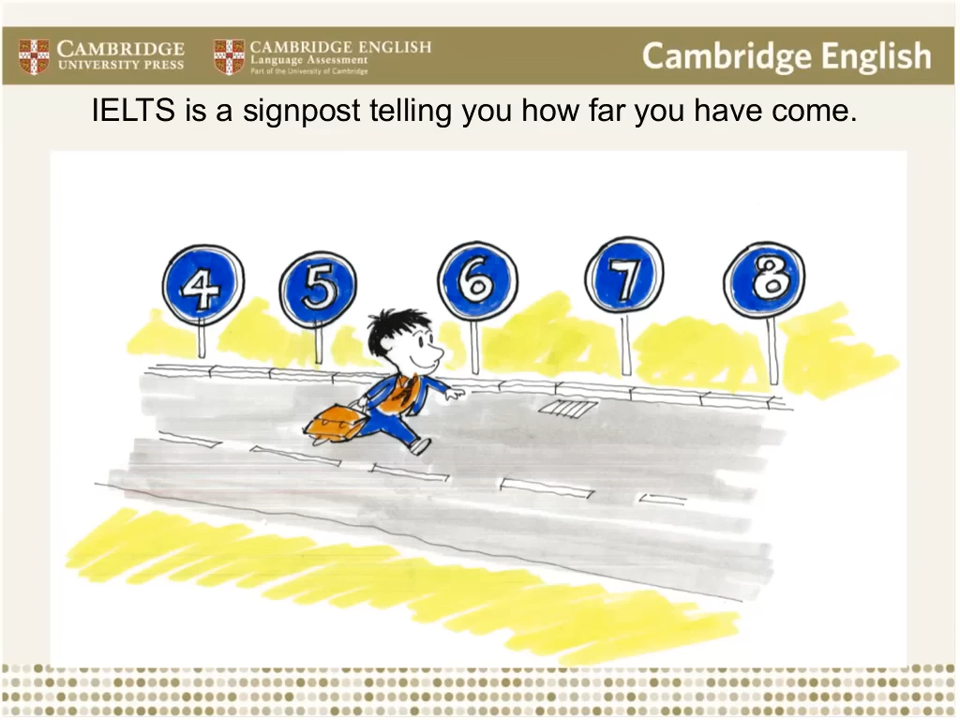 CAMBRIDGE
UNIVERSITY PRESS
CAMBRIDGE ENGLISH
Language Assessment
Part of the University of Cambridge
Cambridge English
IELTS is a signpost telling you how far you have come.
4 5 6 7 8